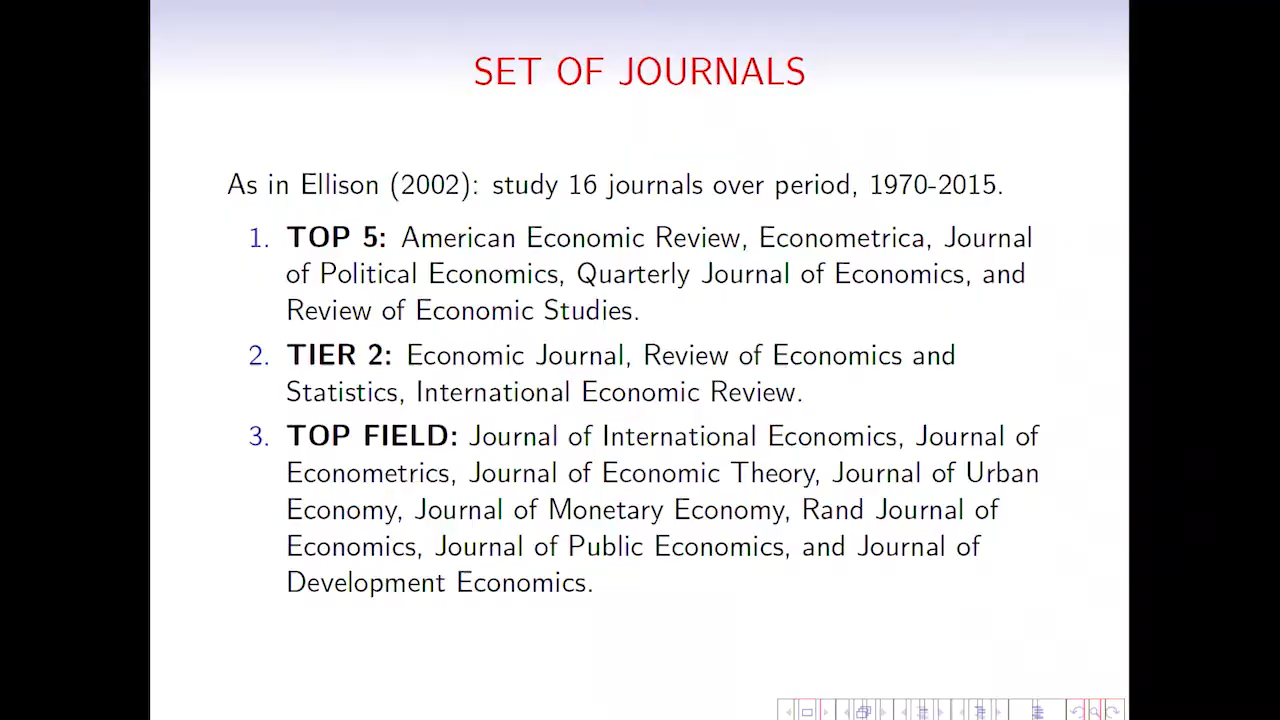 SET OF JOURNALS
As in Ellison (2002): study 16 journals over period, 1970-2015.
1. TOP 5: American Economic Review, Econometrica, Journal
of Political Economics, Quarterly Journal of Economics, and
Review of Economic Studies.
2. TIER 2: Economic Journal, Review of Economics and
Statistics, International Economic Review.
3. TOP FIELD: Journal of International Economics, Journal of
Econometrics, Journal of Economic Theory, Journal of Urban
Economy, Journal of Monetary Economy, Rand Journal of
Economics, Journal of Public Economics, and Journal of
Development Economics.